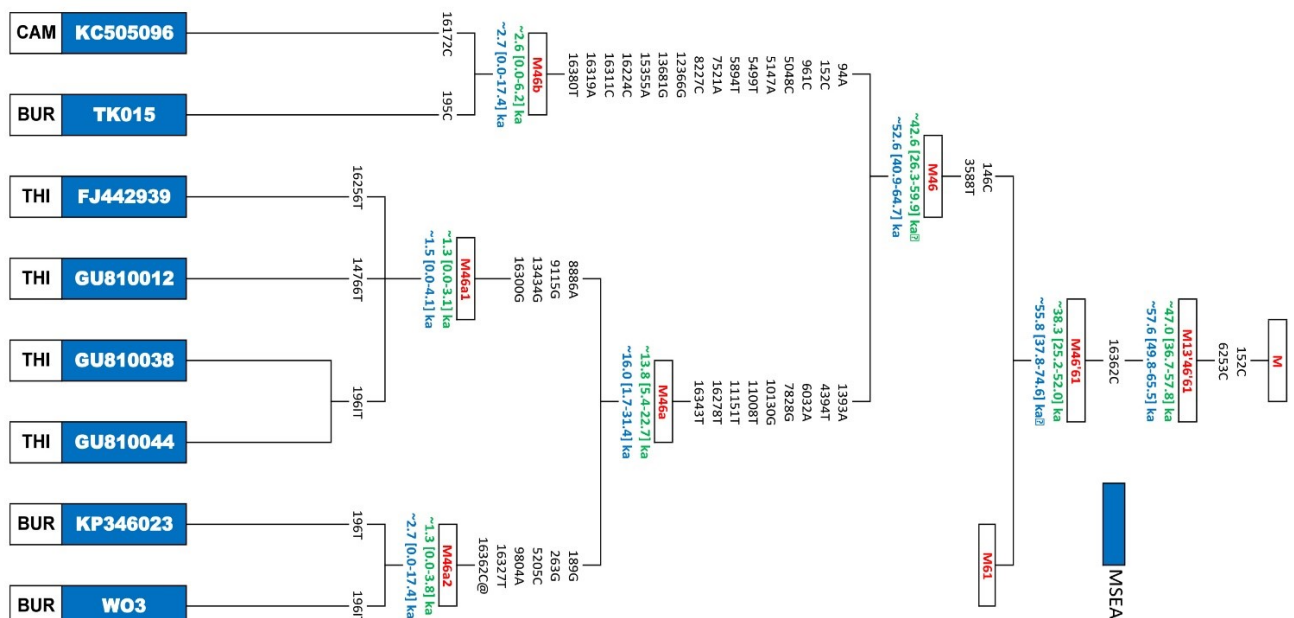 M
152C
6253C
M13'46'61
~47.0 [36.7-57.8] ka
~57.6 [49.8-65.5] ka
16362C
M46'61
~38.3 [25.2-52.0] ka
~55.8 [37.8-74.6] ka
146C
3588T
M46
~42.6 [26.3-59.9] ka
~52.6 [40.9-64.7] ka
M61
94A
152C
961C
5048C
5147A
5499T
5894T
7521A
8227C
12366G
13681G
15355A
16224C
16311C
16319A
16380T
M46b
~2.6 [0.0-6.2] ka
~2.7 [0.0-17.4] ka
16172C
195C
1393A
4394T
6032A
7828G
10130G
11008T
11151T
16278T
16343T
M46a
~13.8 [5.4-22.7] ka
~16.0 [1.7-31.4] ka
8886A
9115G
13434G
16300G
M46a1
~1.3 [0.0-3.1] ka
~1.5 [0.0-4.1] ka
16256T
14766T
196IT
189G
263G
5205C
9804A
16327T
16362C@
M46a2
~1.3 [0.0-3.8] ka
~2.7 [0.0-17.4] ka
196T
196IT
CAM KC505096
BUR TK015
THI FJ442939
THI GU810012
THI GU810038
THI GU810044
BUR KP346023
BUR WO3
MSEA